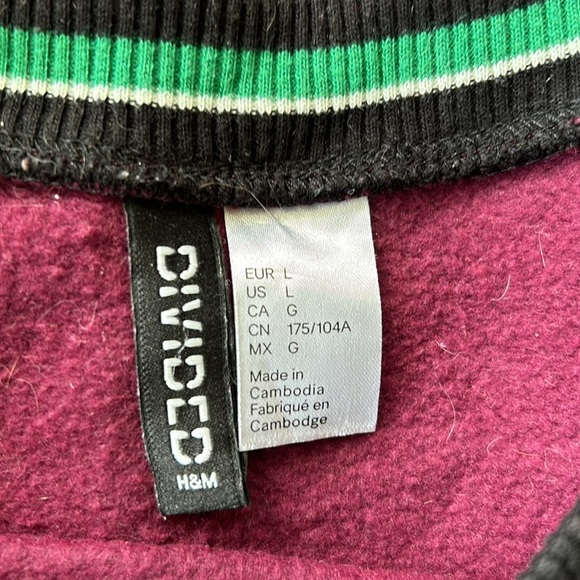 DIVIDED
H&M
EUR L
US L
CA G
CN 175/104A
MX G
Made in
Cambodia
Fabriqué en
Cambodge